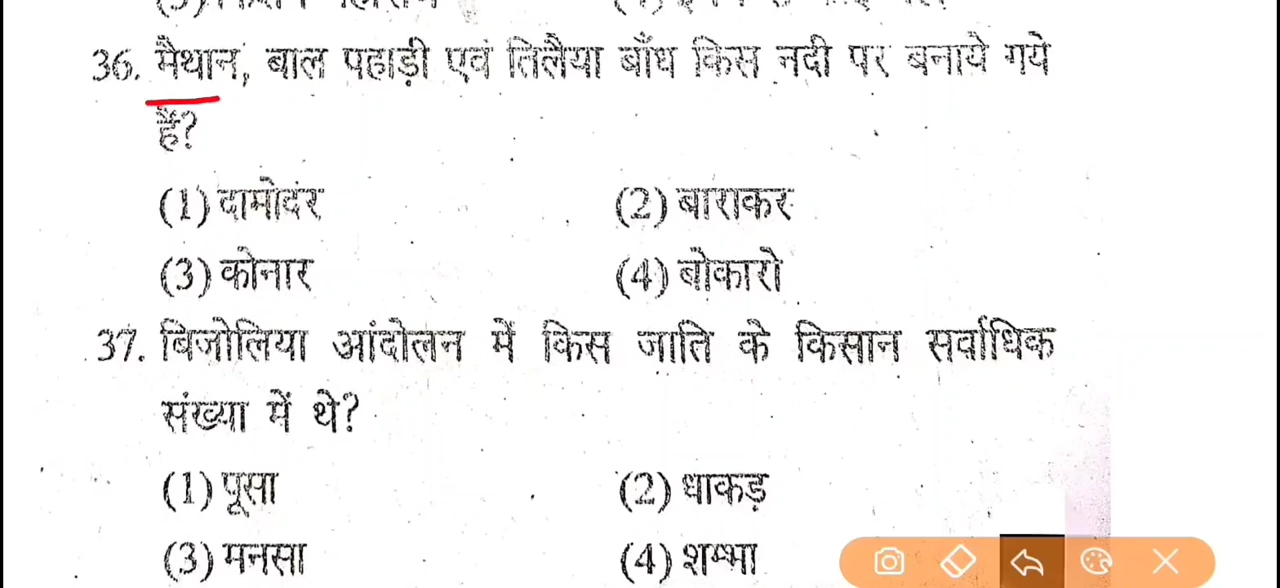 36. मैथान, बाल पहाड़ी एवं तिलैया बाँध किस नदी पर बनाये गये
हैं?
(1) दामोदर (2) बाराकर
(3) कोनार (4) बोकारो
37. बिजोलिया आंदोलन में किस जाति के किसान सर्वाधिक
संख्या में थे?
(1) पूसा (2) धाकड़
(3) मनसा (4) शम्भा